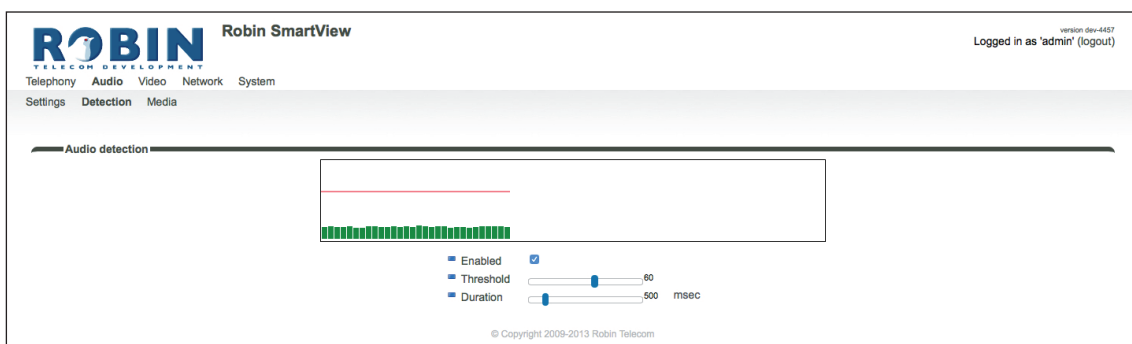 ROBIN
TELECOM DEVELOPMENT
Robin SmartView
version dev-4457
Logged in as 'admin' (logout)
Telephony Audio Video Network System
Settings Detection Media
Audio detection
Enabled
Threshold 60
Duration 500 msec
© Copyright 2009-2013 Robin Telecom